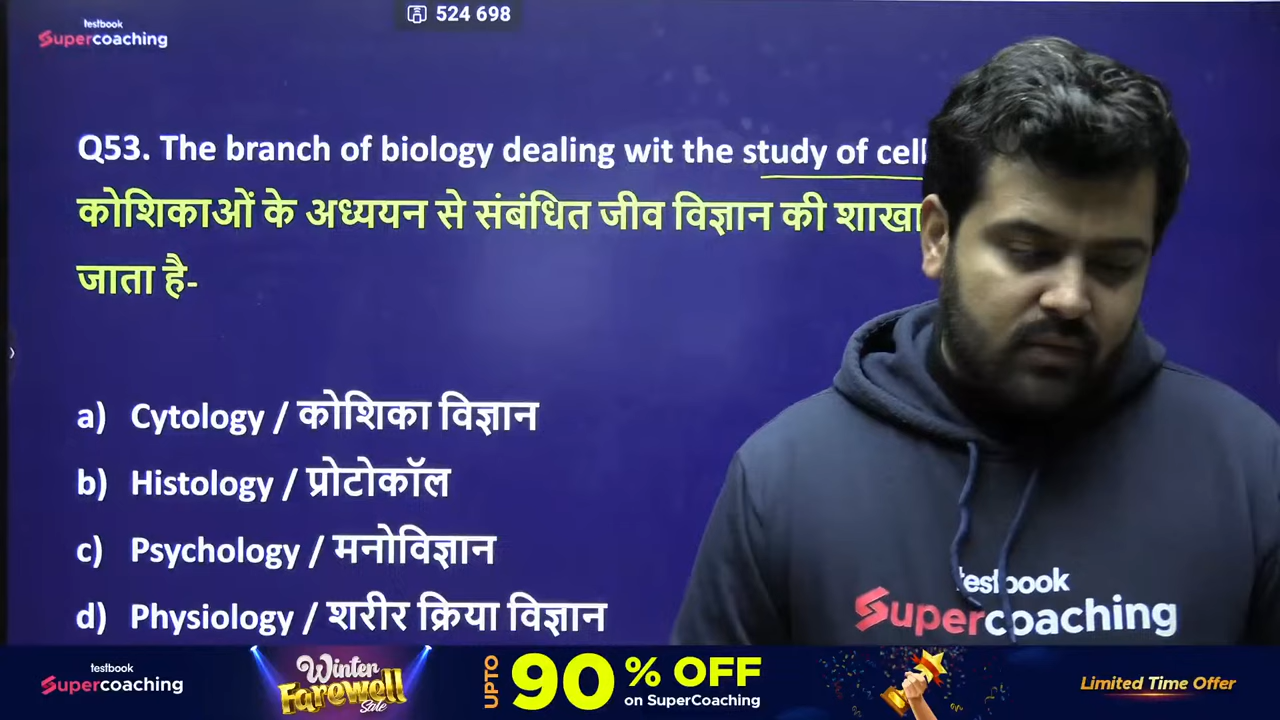 524 698
testbook
Supercoaching
Q53. The branch of biology dealing wit the study of cell
कोशिकाओं के अध्ययन से संबंधित जीव विज्ञान की शाखा
जाता है-
a) Cytology / कोशिका विज्ञान
b) Histology / प्रोटोकॉल
c) Psychology / मनोविज्ञान
d) Physiology / शरीर क्रिया विज्ञान
testbook
Supercoaching
testbook
Supercoaching
Winter
Farewell
Sale
UPTO
90% OFF
on SuperCoaching
Limited Time Offer